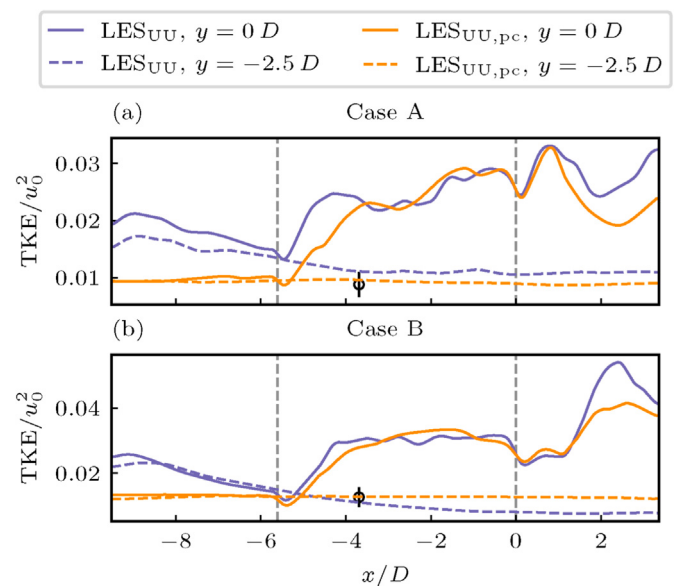 LES_UU, y = 0 D LES_UU,pc, y = 0 D
LES_UU, y = −2.5 D LES_UU,pc, y = −2.5 D
(a) Case A
0.03
0.02
0.01
TKE/u_0^2
(b) Case B
0.04
0.02
TKE/u_0^2
−8 −6 −4 −2 0 2
x/D